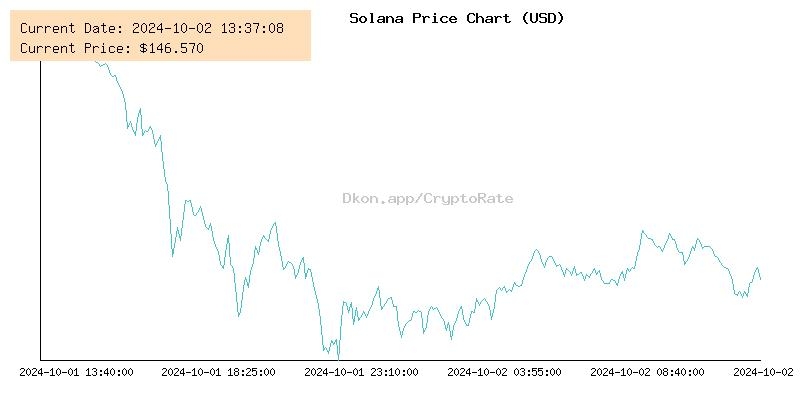 Solana Price Chart (USD)
Current Date: 2024-10-02 13:37:08
Current Price: $146.570
Dkon.app/CryptoRate
2024-10-01 13:40:00
2024-10-01 18:25:00
2024-10-01 23:10:00
2024-10-02 03:55:00
2024-10-02 08:40:00
2024-10-02